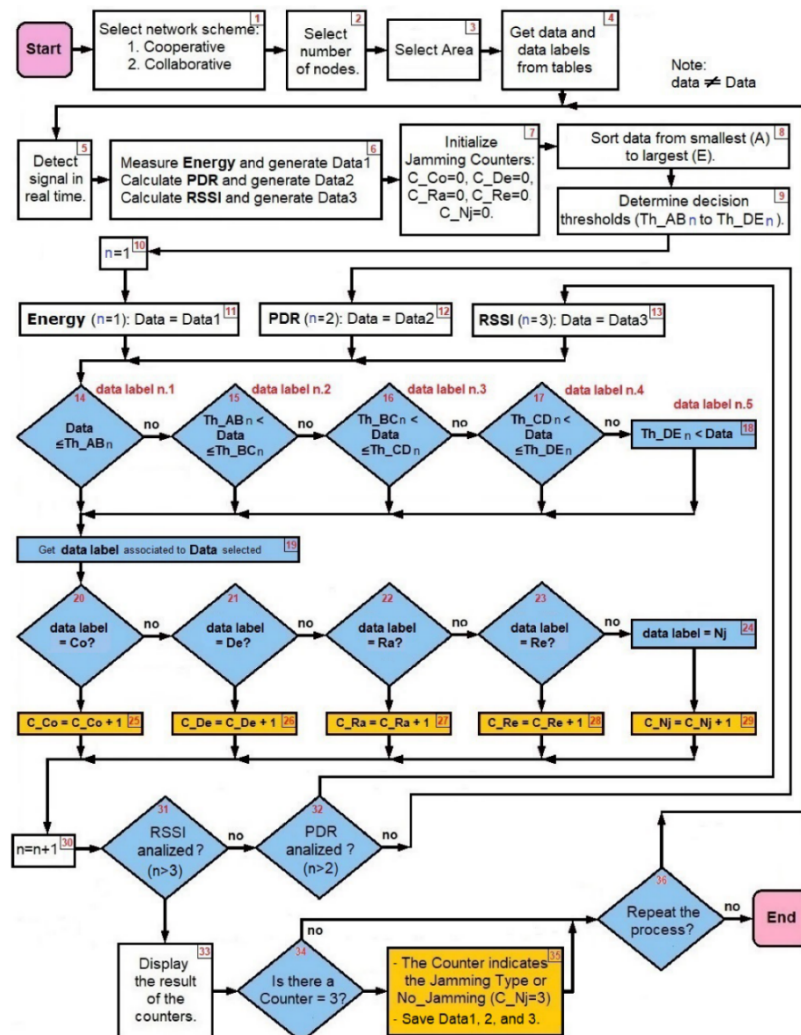 Start
Select network scheme:
1. Cooperative
2. Collaborative
1
Select
number
of nodes.
2
Select Area
3
Get data and
data labels
from tables
4
Note:
data ≠ Data
Detect
signal in
real time.
5
Measure Energy and generate Data1
Calculate PDR and generate Data2
Calculate RSSI and generate Data3
6
Initialize
Jamming Counters:
C_Co=0, C_De=0,
C_Ra=0, C_Re=0
C_Nj=0.
7
Sort data from smallest (A)
to largest (E).
8
Determine decision
thresholds (Th_ABn to Th_DEn).
9
n=1
10
Energy (n=1): Data = Data1
11
PDR (n=2): Data = Data2
12
RSSI (n=3): Data = Data3
13
14
data label n.1
Data
≤Th_ABn
no
15
data label n.2
Th_ABn <
Data
≤Th_BCn
no
16
data label n.3
Th_BCn <
Data
≤Th_CDn
no
17
data label n.4
Th_CDn <
Data
≤Th_DEn
no
data label n.5
Th_DEn < Data
18
Get data label associated to Data selected
19
20
data label
= Co?
no
21
data label
= De?
no
22
data label
= Ra?
no
23
data label
= Re?
no
data label = Nj
24
C_Co = C_Co + 1
25
C_De = C_De + 1
26
C_Ra = C_Ra + 1
27
C_Re = C_Re + 1
28
C_Nj = C_Nj + 1
29
n=n+1
30
31
RSSI
analized ?
(n>3)
no
32
PDR
analized ?
(n>2)
no
Display
the result
of the
counters.
33
34
Is there a
Counter = 3?
no
- The Counter indicates
the Jamming Type or
No_Jamming (C_Nj=3)
- Save Data1, 2, and 3.
35
36
Repeat the
process?
no
End